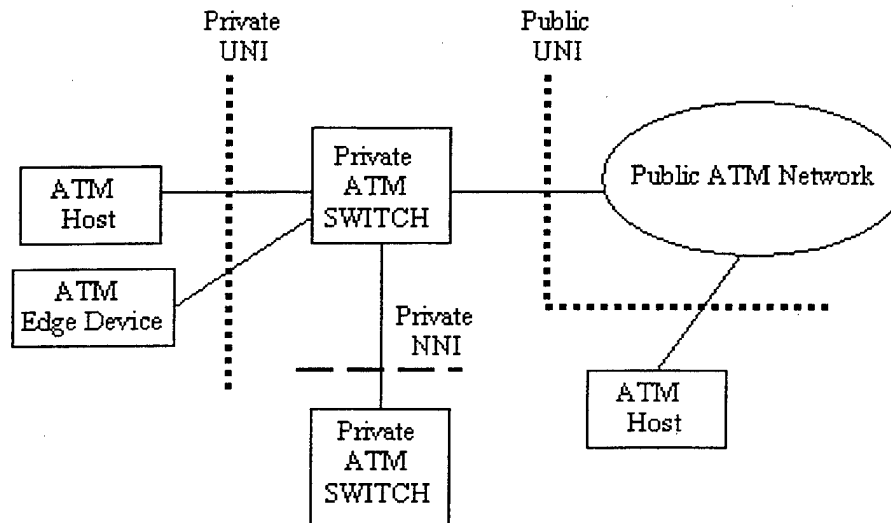 Private
UNI
Public
UNI
Private
ATM
SWITCH
Public ATM Network
ATM
Host
ATM
Edge Device
Private
NNI
ATM
Host
Private
ATM
SWITCH